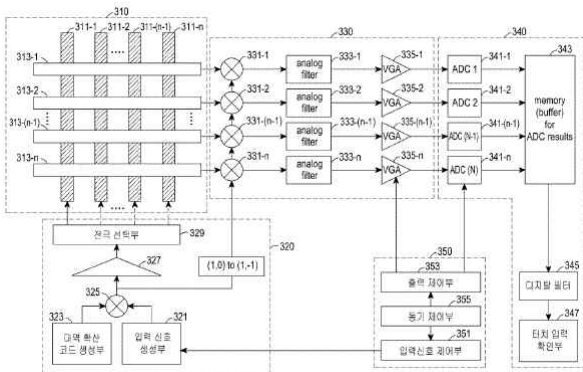 310
311-1 311-2 311-(n-1) 311-n
330
340
313-1
331-1
333-1
335-1
341-1
343
analog filter
VGA
ADC 1
313-2
331-2
333-2
335-2
341-2
analog filter
VGA
ADC 2
memory (buffer) for ADC results
313-(n-1)
331-(n-1)
333-(n-1)
335-(n-1)
341-(n-1)
analog filter
VGA
ADC (N-1)
313-n
331-n
333-n
335-n
341-n
analog filter
VGA
ADC (N)
전극 선택부
329
320
327
(1,0) to (1,-1)
350
353
출력 제어부
345
디지탈 필터
325
355
동기 제어부
323
321
351
347
대역 확산 코드 생성부
입력 신호 생성부
입력신호 제어부
터치 입력 확인부